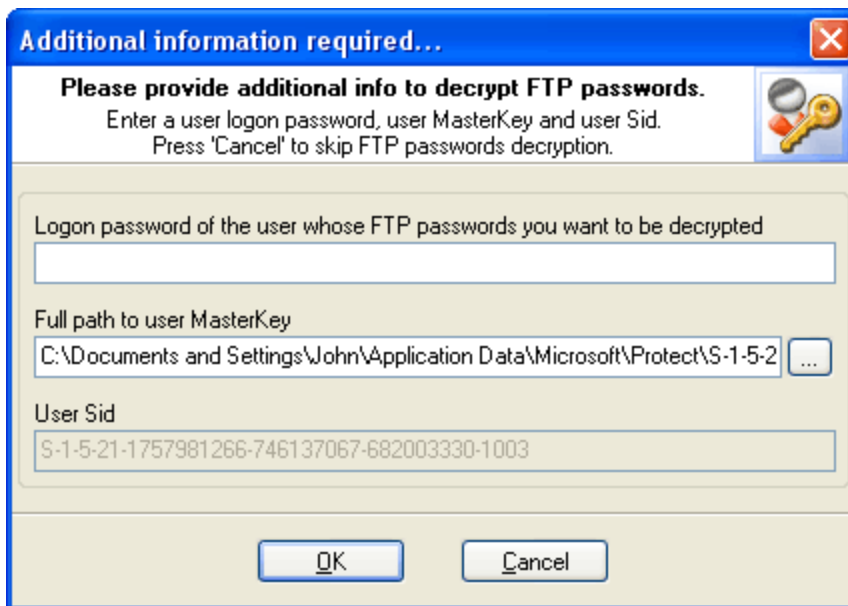 Additional information required...
Please provide additional info to decrypt FTP passwords.
Enter a user logon password, user MasterKey and user Sid.
Press 'Cancel' to skip FTP passwords decryption.
Logon password of the user whose FTP passwords you want to be decrypted
Full path to user MasterKey
C:\Documents and Settings\John\Application Data\Microsoft\Protect\S-1-5-2
...
User Sid
S-1-5-21-1757981266-746137067-682003330-1003
OK
Cancel